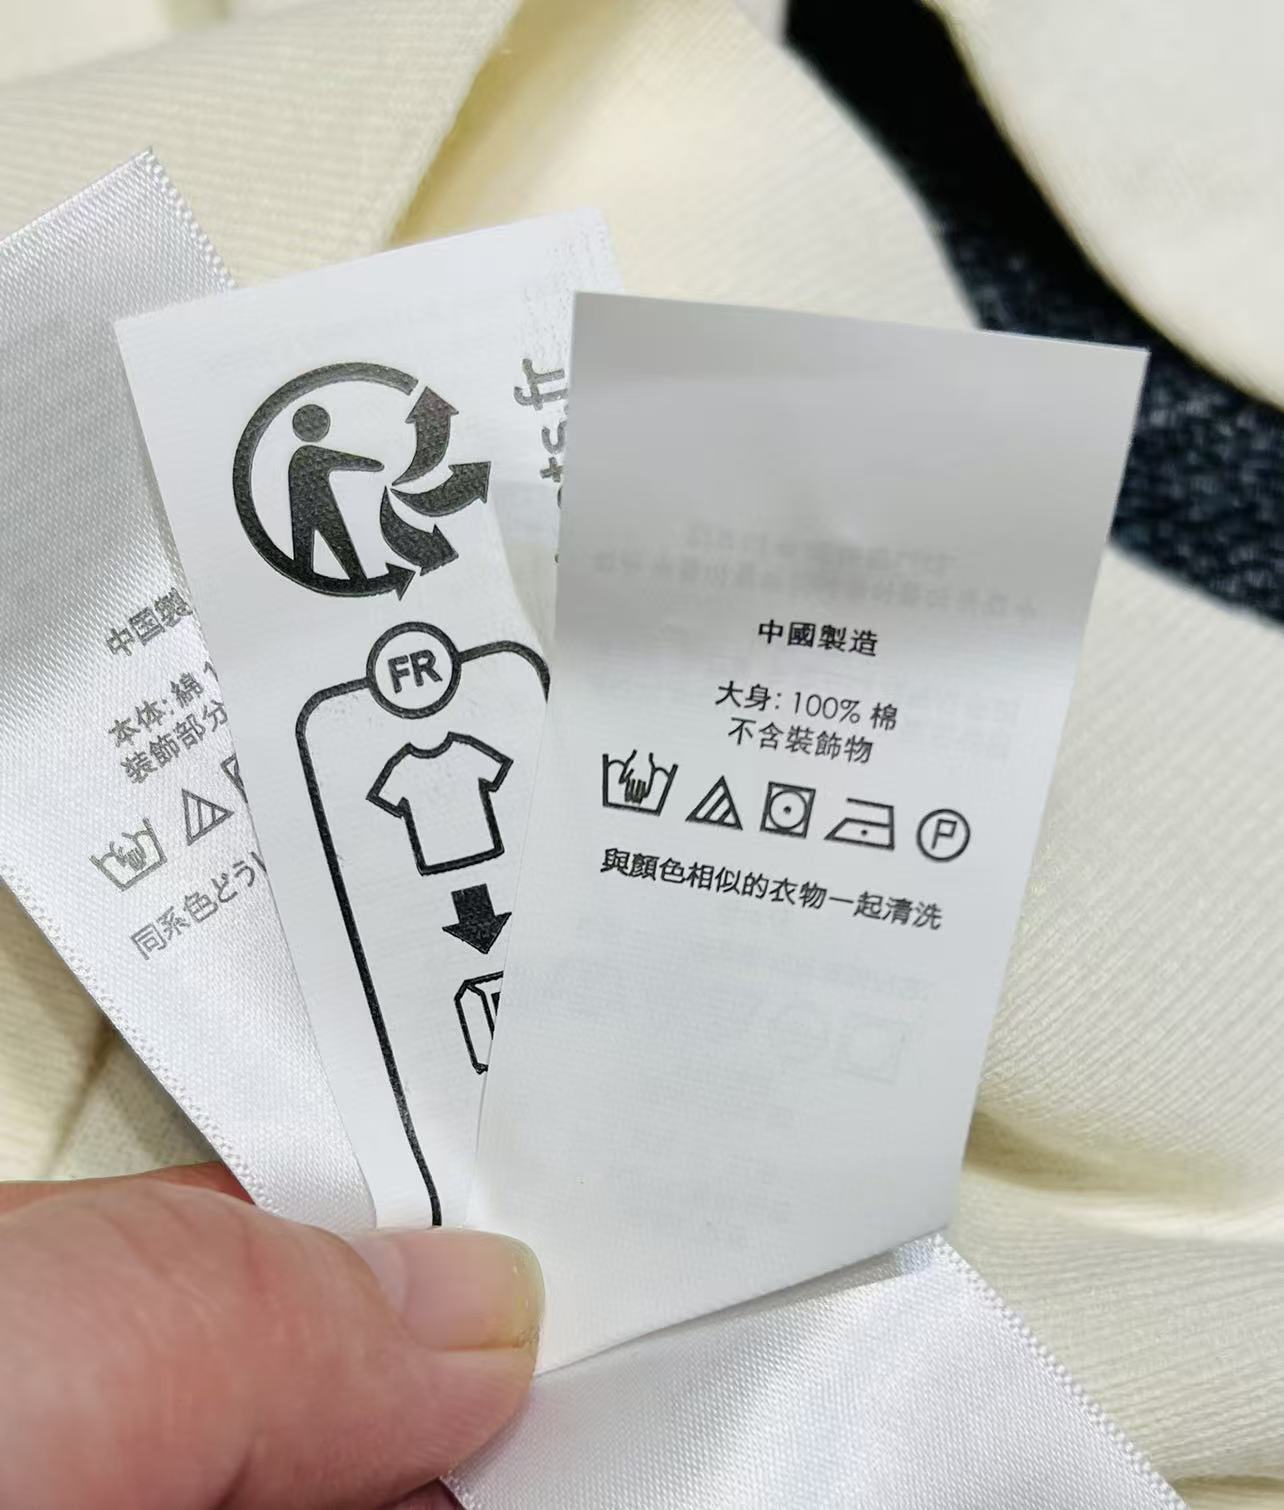 中国製
本体: 綿
装飾部分
同系色どう
FR
中國製造
大身: 100% 棉
不含裝飾物
P
與顏色相似的衣物一起清洗